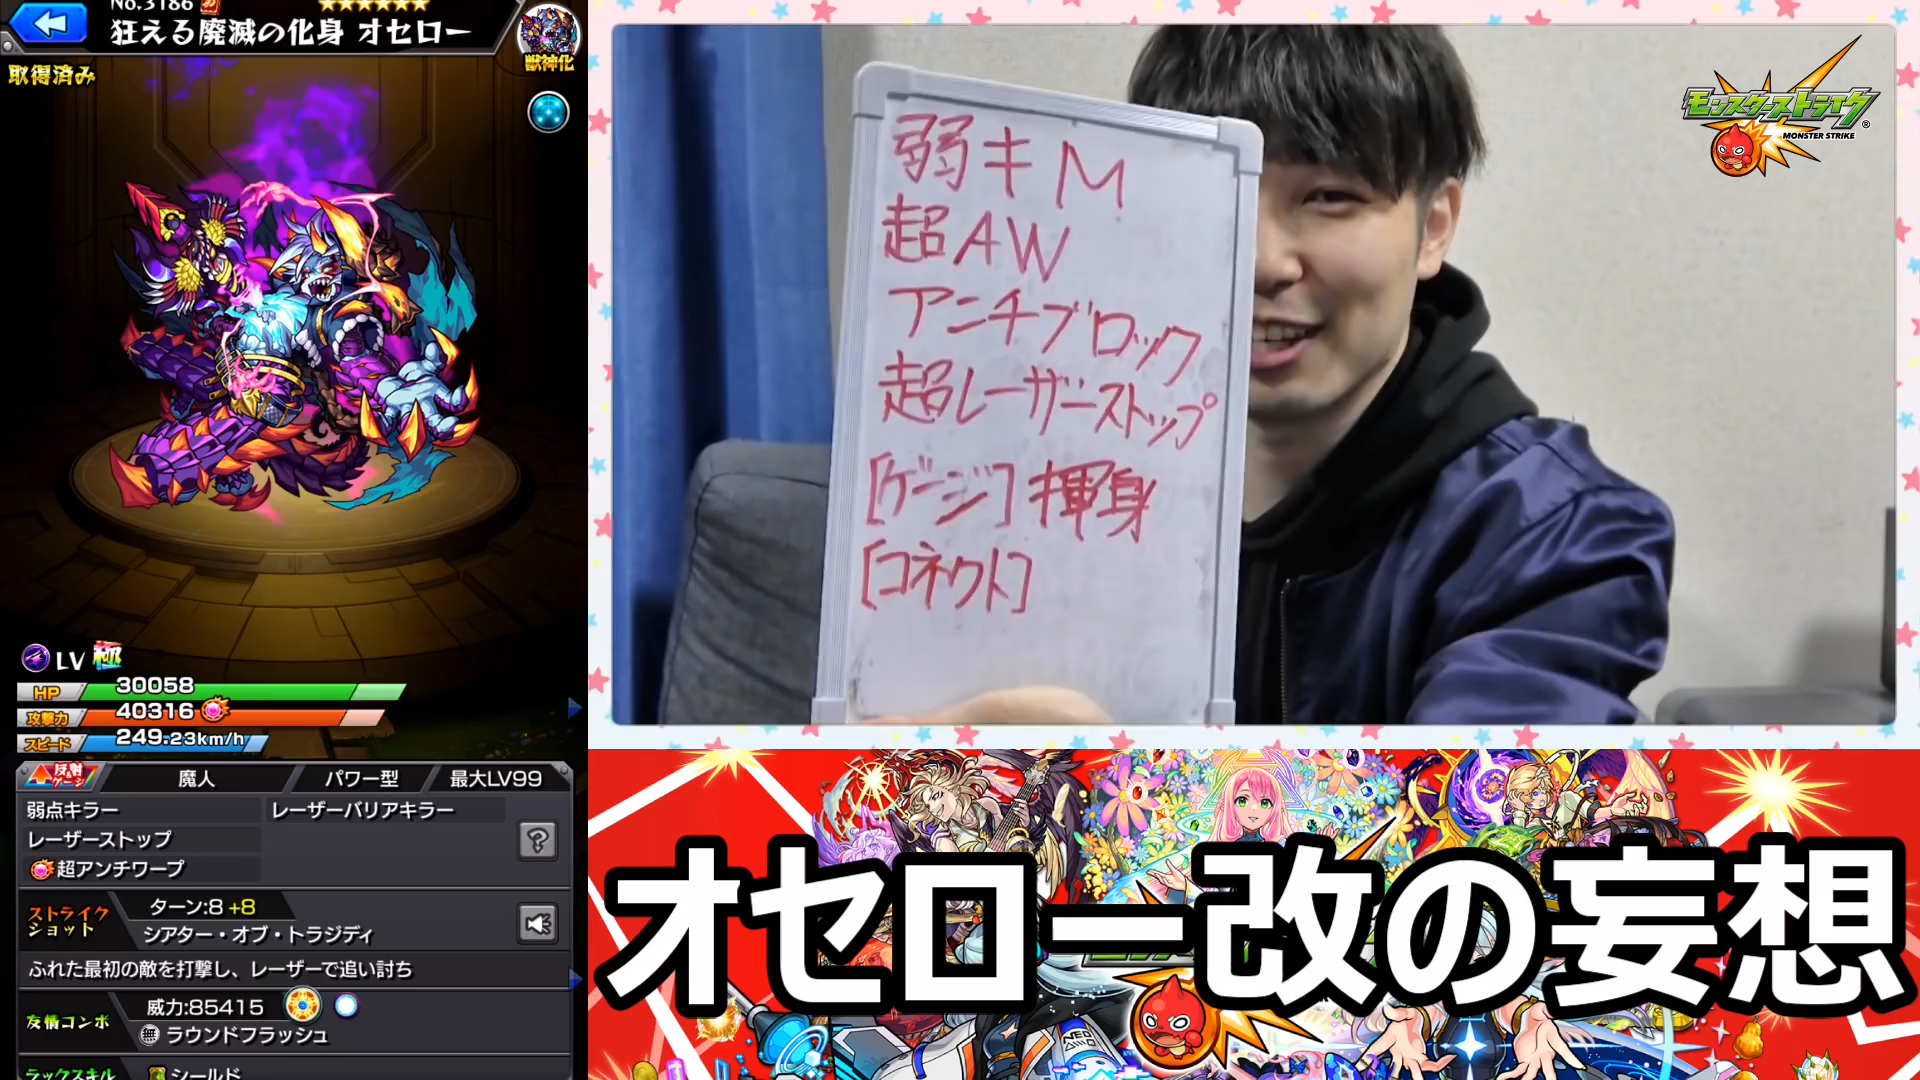 No.3186
狂える廃滅の化身 オセロー
獣神化
取得済み
LV 極
HP 30058
攻撃力 40316
スピード 249.23km/h
反射
ゲージ
魔人
パワー型
最大LV99
弱点キラー
レーザーバリアキラー
レーザーストップ
超アンチワープ
ストライク
ショット
ターン:8 +8
シアター・オブ・トラジディ
ふれた最初の敵を打撃し、レーザーで追い討ち
友情コンボ
威力:85415
無 ラウンドフラッシュ
ラックスキル
シールド
弱キM
超AW
アンチブロック
超レーザーストップ
[ゲージ] 揮身
[コネクト]
モンスターストライク
MONSTER STRIKE
オセロー改の妄想